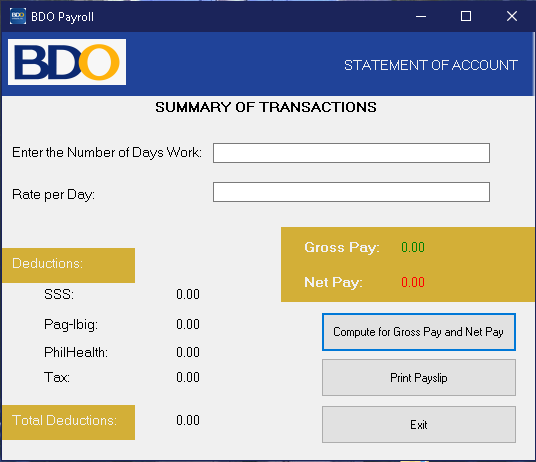 BDO Payroll
BDO
STATEMENT OF ACCOUNT
SUMMARY OF TRANSACTIONS
Enter the Number of Days Work:
Rate per Day:
Gross Pay: 0.00
Net Pay: 0.00
Deductions:
SSS: 0.00
Pag-Ibig: 0.00
PhilHealth: 0.00
Tax: 0.00
Total Deductions: 0.00
Compute for Gross Pay and Net Pay
Print Payslip
Exit